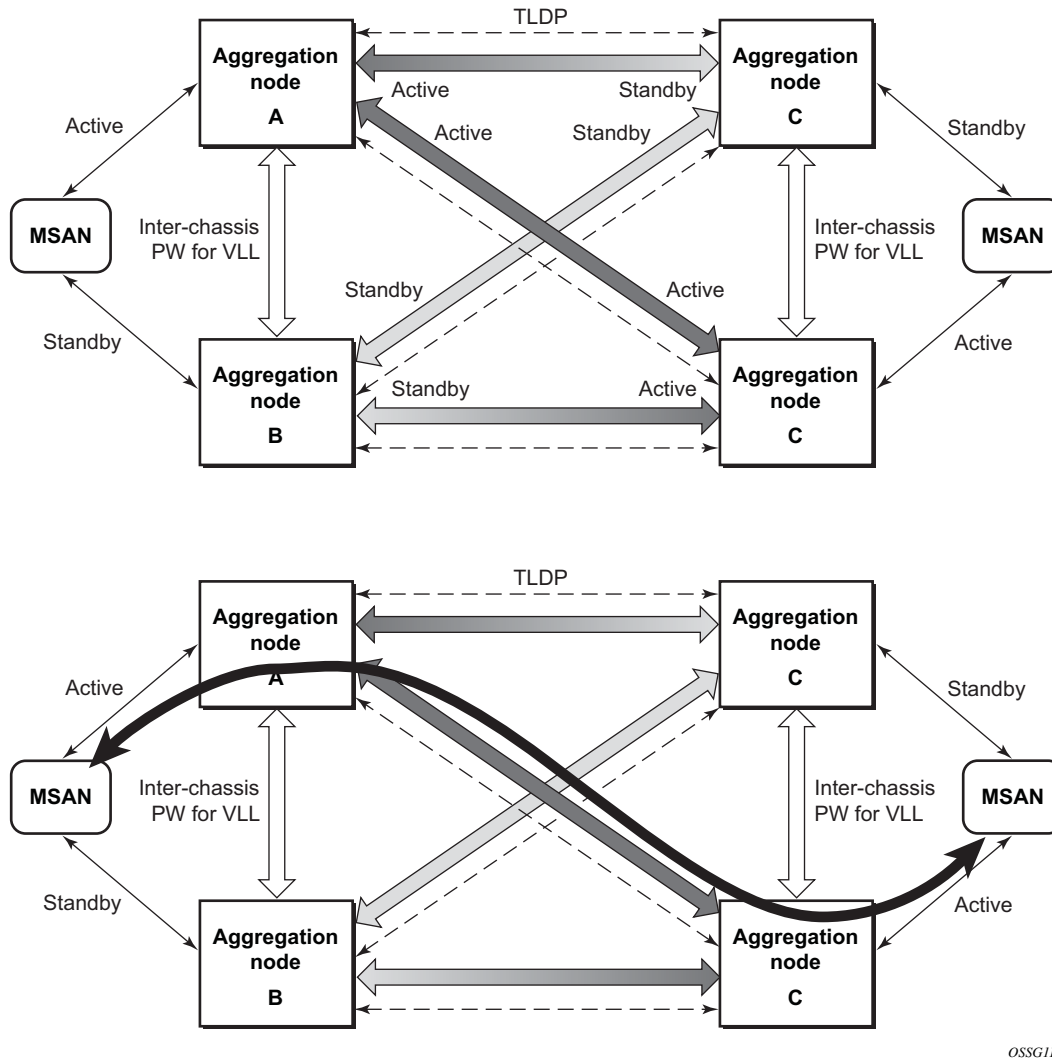 TLDP
Aggregation
node
A
Aggregation
node
C
Active
Standby
Active
Standby
Active
Standby
MSAN
Inter-chassis
PW for VLL
Inter-chassis
PW for VLL
MSAN
Standby
Active
Standby
Active
Aggregation
node
B
Standby
Active
Aggregation
node
C
TLDP
Aggregation
node
A
Aggregation
node
C
Active
Standby
MSAN
Inter-chassis
PW for VLL
Inter-chassis
PW for VLL
MSAN
Standby
Active
Aggregation
node
B
Aggregation
node
C